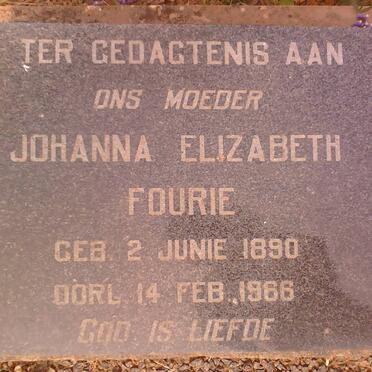 TER GEDAGTENIS AAN
ONS MOEDER
JOHANNA ELIZABETH
FOURIE
GEB. 2 JUNIE 1890
OORL. 14 FEB. 1966
GOD IS LIEFDE